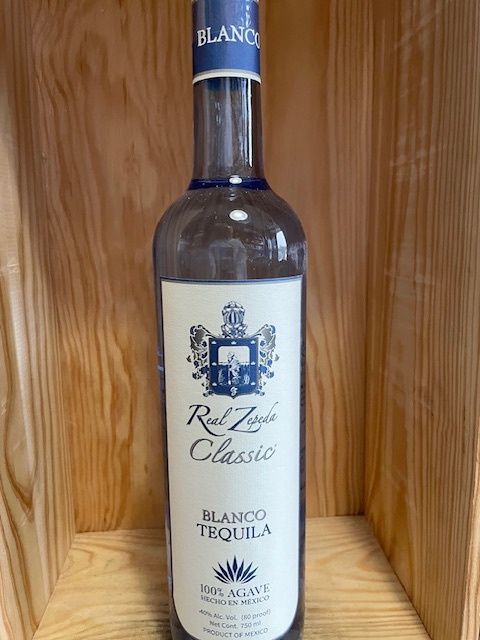 BLANCO
Real Zepeda
Classic
BLANCO
TEQUILA
100% AGAVE
HECHO EN MÉXICO
40% Alc. Vol. (80 proof)
Net Cont. 750 ml
PRODUCT OF MEXICO